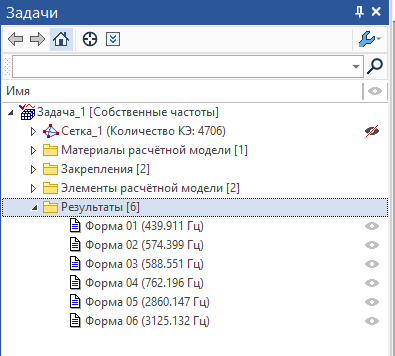 Задачи
Имя
Задача_1 [Собственные частоты]
Сетка_1 (Количество КЭ: 4706)
Материалы расчётной модели [1]
Закрепления [2]
Элементы расчётной модели [2]
Результаты [6]
Форма 01 (439.911 Гц)
Форма 02 (574.399 Гц)
Форма 03 (588.551 Гц)
Форма 04 (762.196 Гц)
Форма 05 (2860.147 Гц)
Форма 06 (3125.132 Гц)